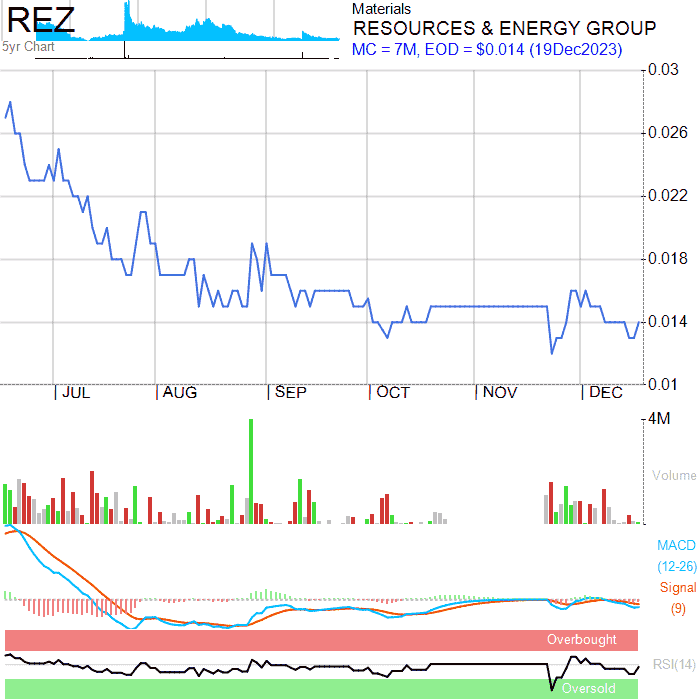 REZ
5yr Chart
Materials
RESOURCES & ENERGY GROUP
MC = 7M, EOD = $0.014 (19Dec2023)
0.03
0.026
0.022
0.018
0.014
0.01
JUL AUG SEP OCT NOV DEC
4M
Volume
MACD
(12-26)
Signal
(9)
Overbought
RSI(14)
Oversold